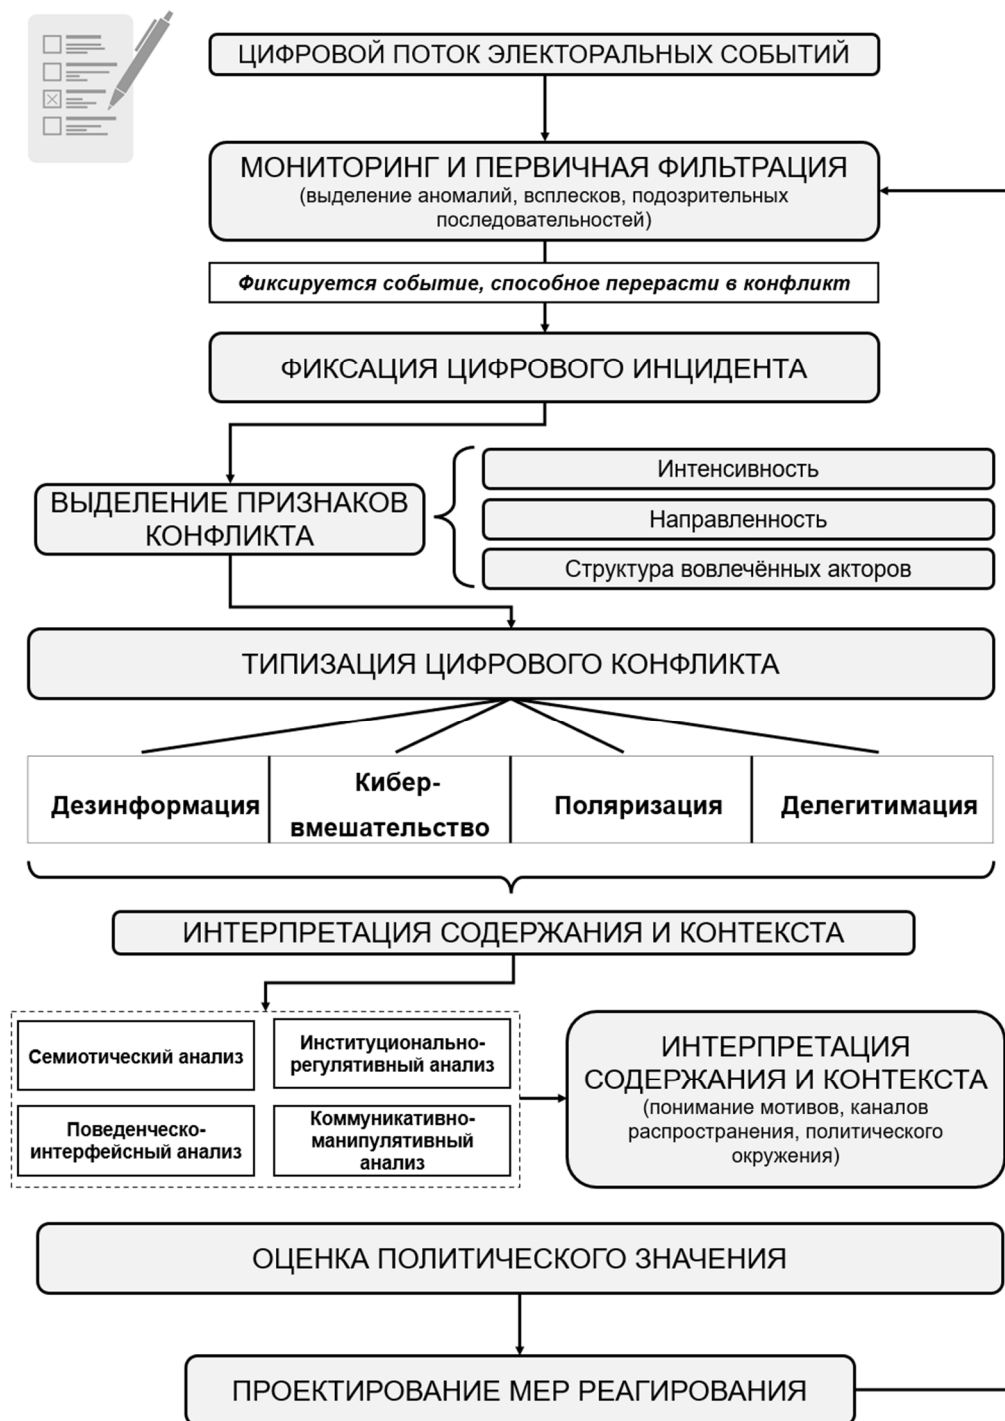 ЦИФРОВОЙ ПОТОК ЭЛЕКТОРАЛЬНЫХ СОБЫТИЙ
МОНИТОРИНГ И ПЕРВИЧНАЯ ФИЛЬТРАЦИЯ
(выделение аномалий, всплесков, подозрительных
последовательностей)
Фиксируется событие, способное перерасти в конфликт
ФИКСАЦИЯ ЦИФРОВОГО ИНЦИДЕНТА
ВЫДЕЛЕНИЕ ПРИЗНАКОВ
КОНФЛИКТА
Интенсивность
Направленность
Структура вовлечённых акторов
ТИПИЗАЦИЯ ЦИФРОВОГО КОНФЛИКТА
Дезинформация
Кибер-
вмешательство
Поляризация
Делегитимация
ИНТЕРПРЕТАЦИЯ СОДЕРЖАНИЯ И КОНТЕКСТА
Семиотический анализ
Институционально-
регулятивный анализ
Поведенческо-
интерфейсный анализ
Коммуникативно-
манипулятивный
анализ
ИНТЕРПРЕТАЦИЯ
СОДЕРЖАНИЯ И КОНТЕКСТА
(понимание мотивов, каналов
распространения, политического
окружения)
ОЦЕНКА ПОЛИТИЧЕСКОГО ЗНАЧЕНИЯ
ПРОЕКТИРОВАНИЕ МЕР РЕАГИРОВАНИЯ